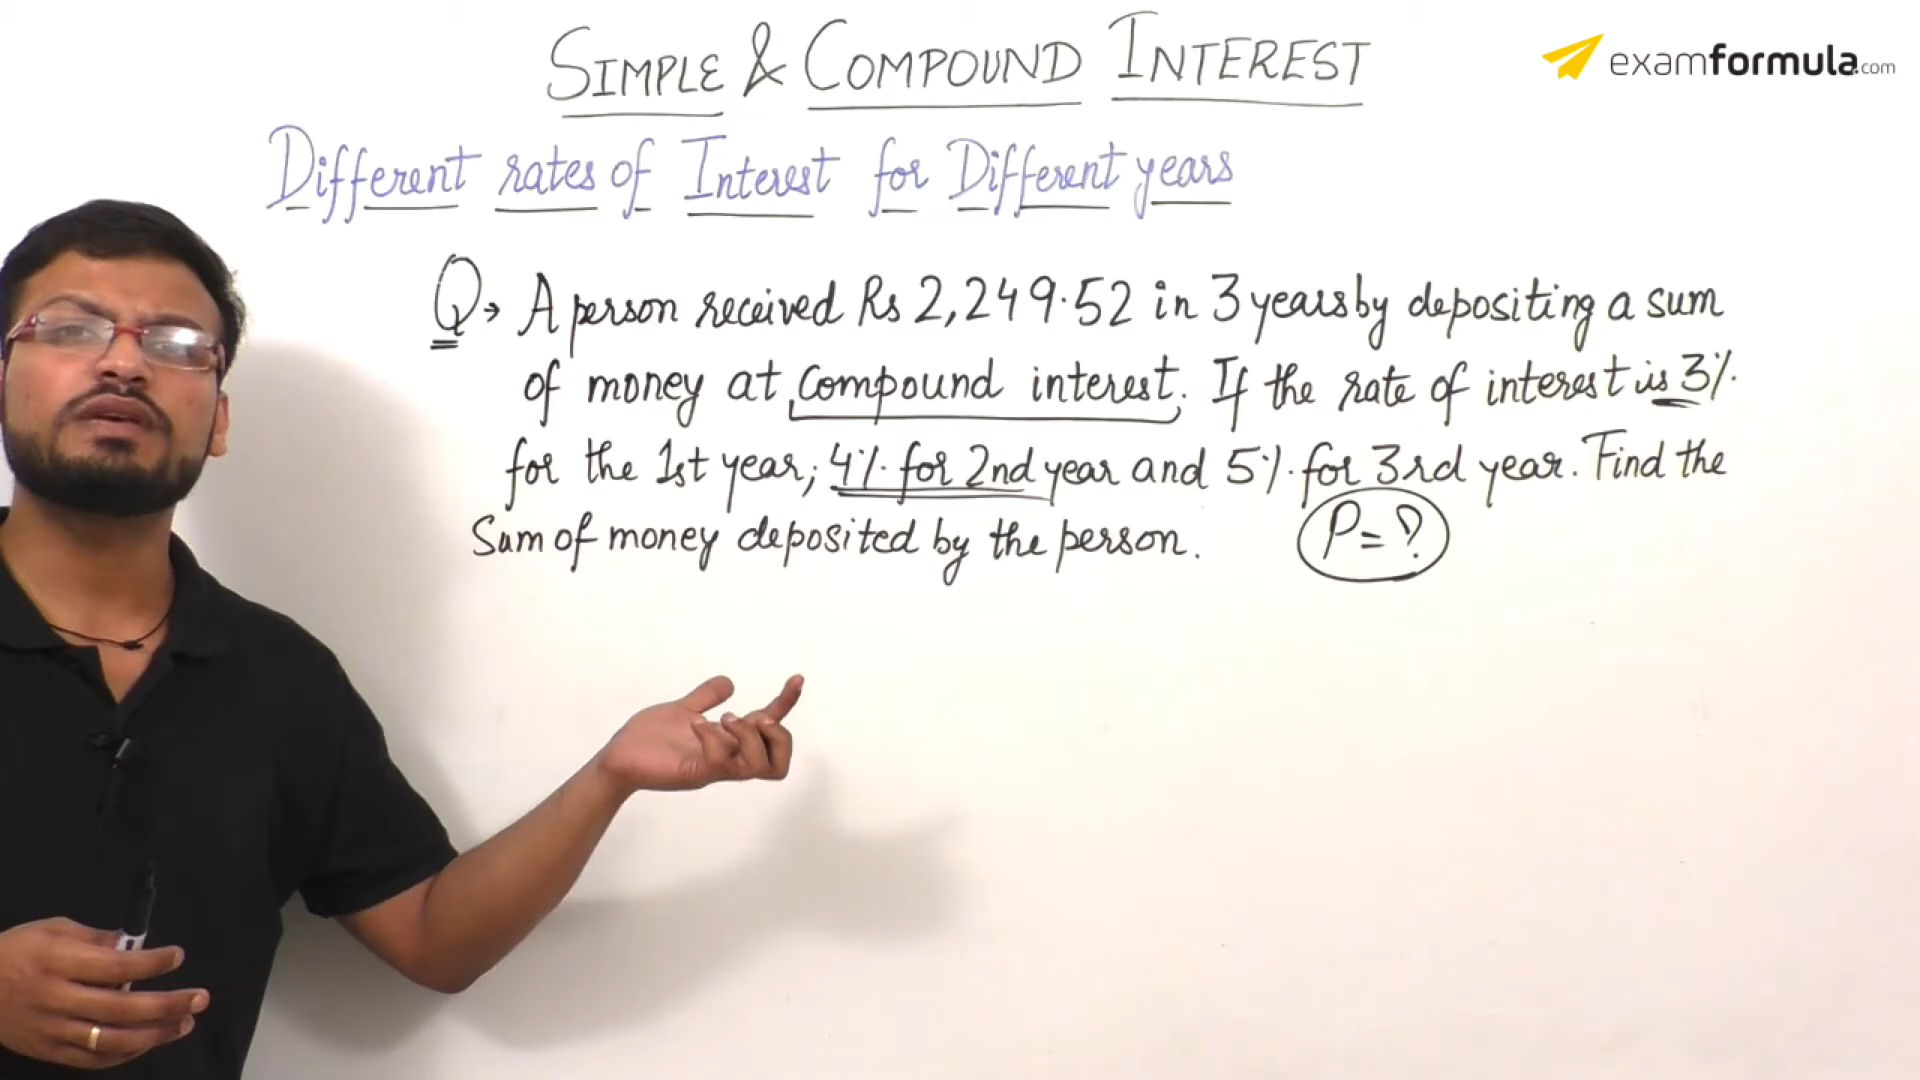 SIMPLE & COMPOUND INTEREST
examformula.com
Different rates of Interest for Different years
Q→ A person received Rs 2,249.52 in 3 years by depositing a sum
of money at compound interest. If the rate of interest is 3%
for the 1st year, 4% for 2nd year and 5% for 3rd year. Find the
Sum of money deposited by the person. P=?